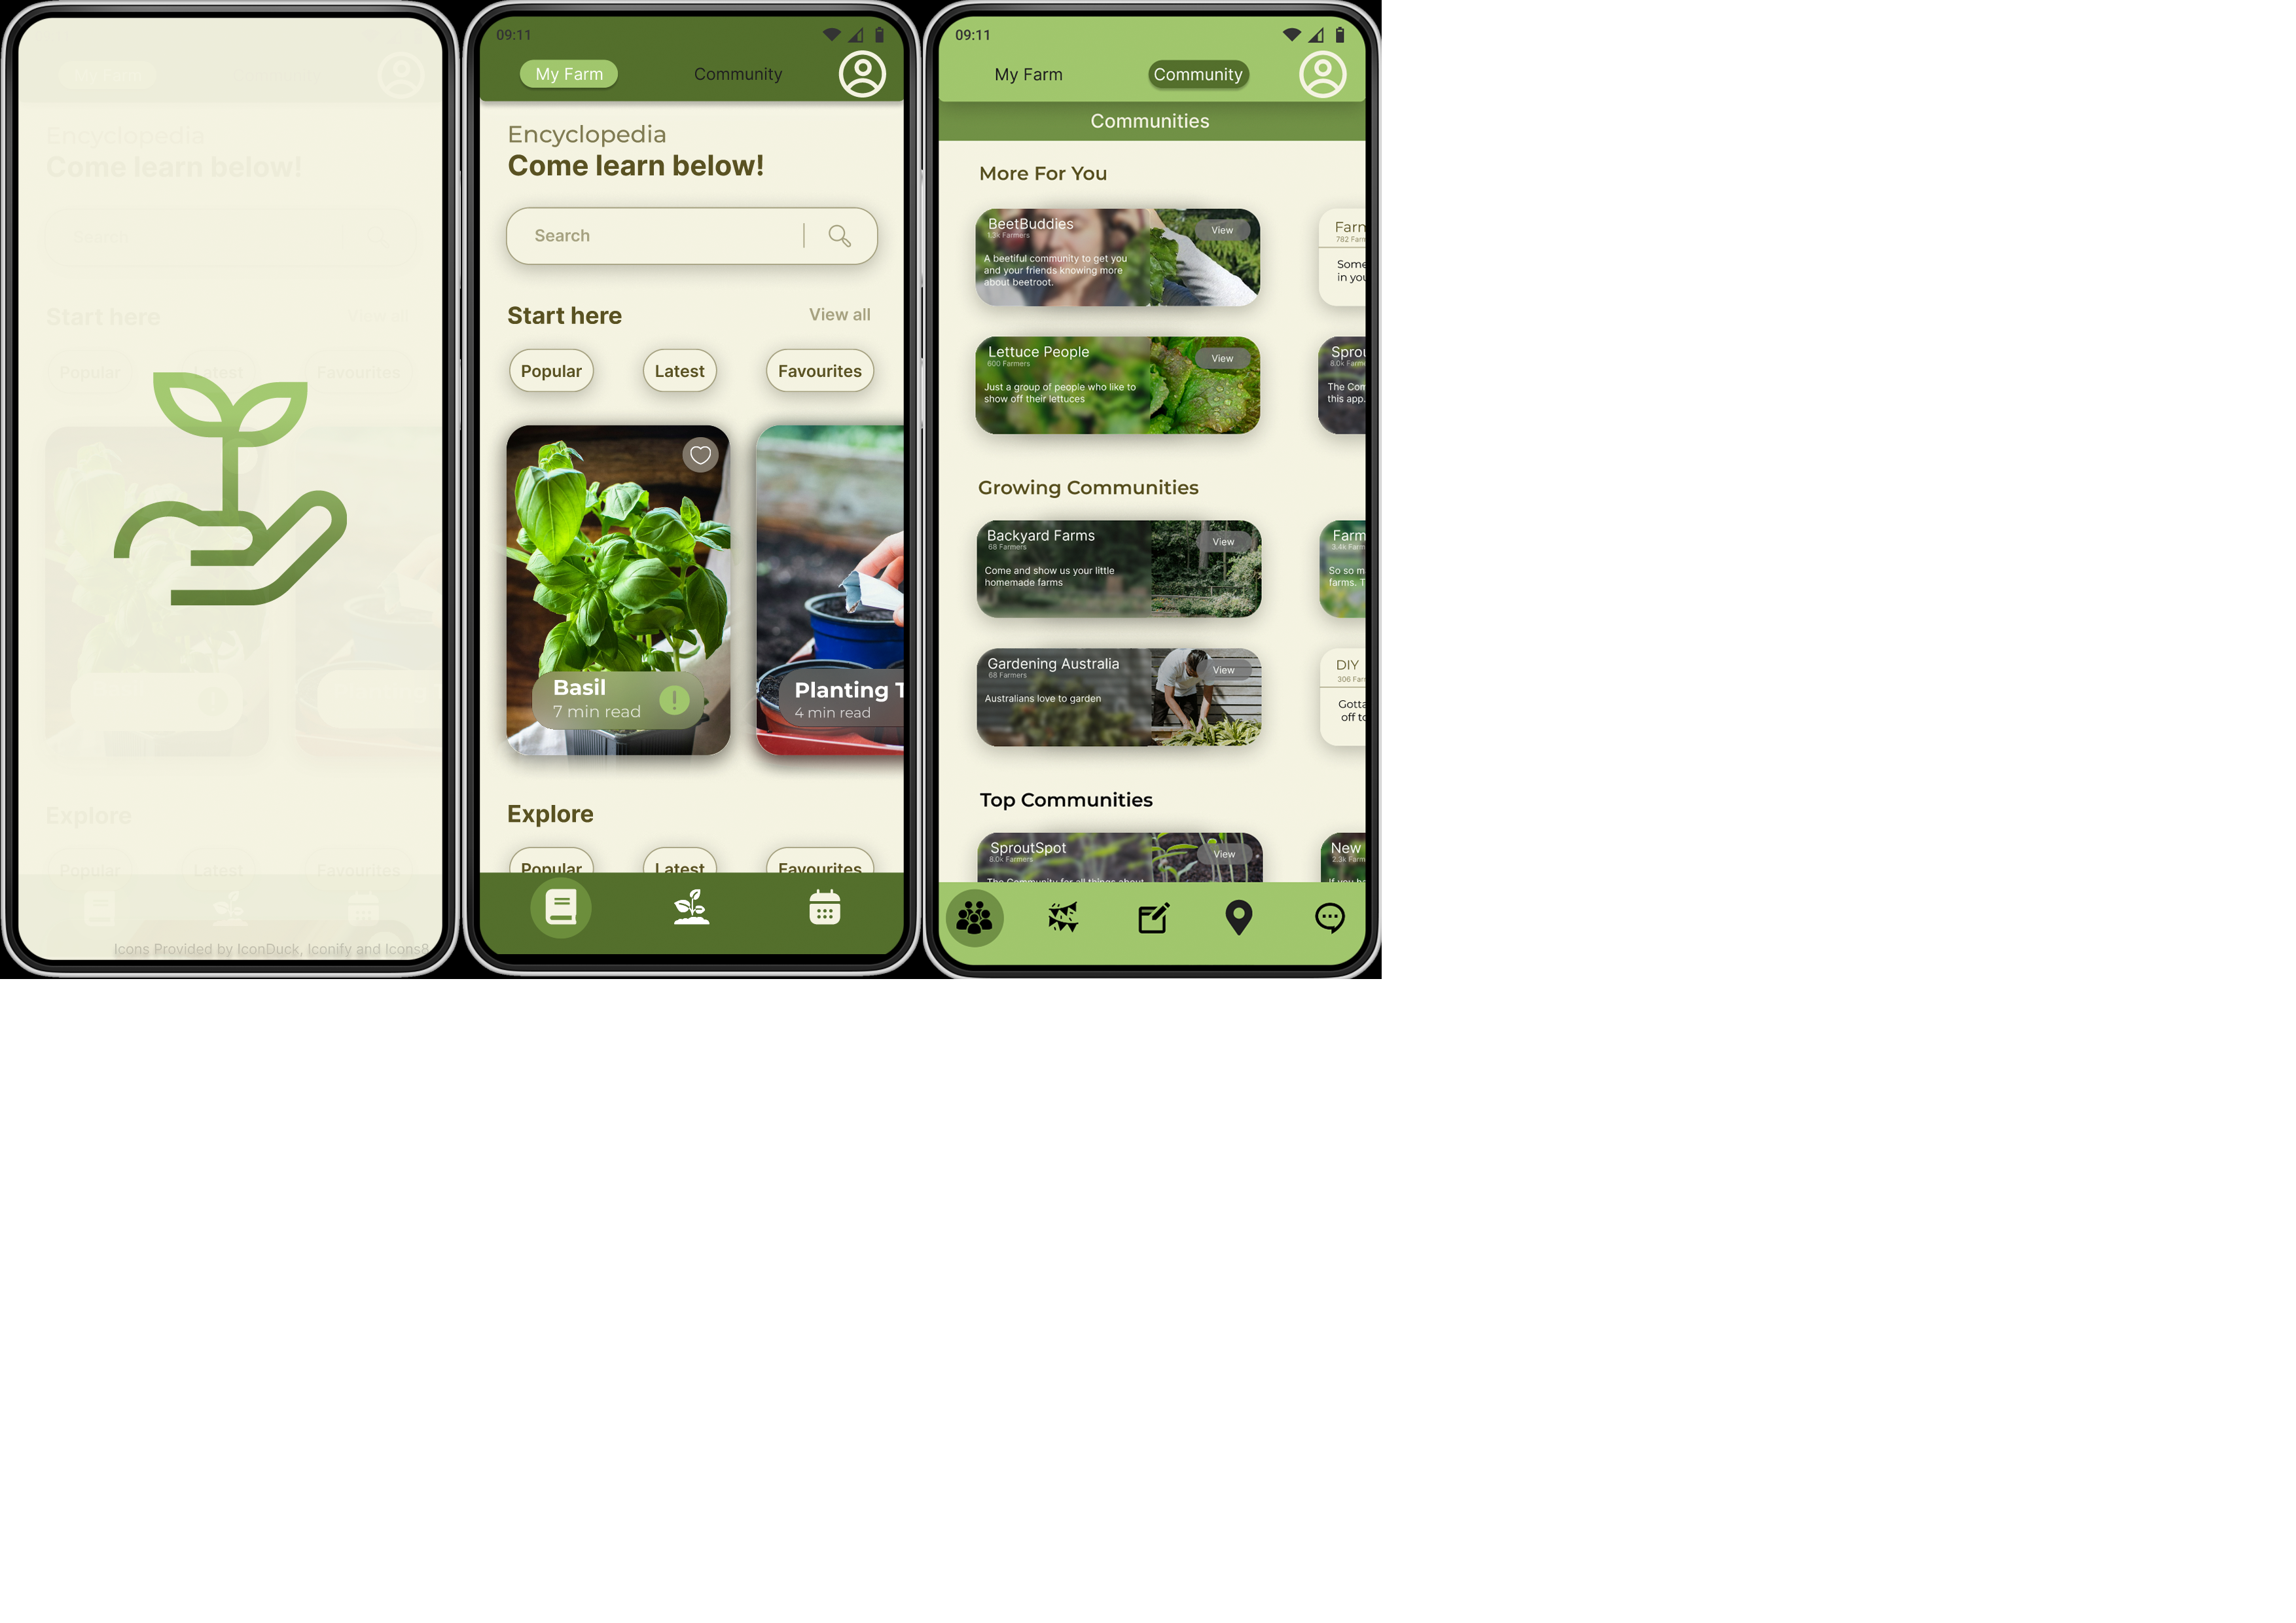 My Farm
Community
Encyclopedia
Come learn below!
Search
Start here
View all
Popular
Latest
Favourites
Explore
Popular
Latest
Favourites
Icons Provided by IconDuck, Iconify and Icons8
09:11
My Farm
Community
Encyclopedia
Come learn below!
Search
Start here
View all
Popular
Latest
Favourites
Basil
7 min read
Planting T
4 min read
Explore
Popular
Latest
Favourites
09:11
My Farm
Community
Communities
More For You
BeetBuddies
1.3k Farmers
View
A beetiful community to get you
and your friends knowing more
about beetroot.
Farn
782 Farm
Some
in you
Lettuce People
600 Farmers
View
Just a group of people who like to
show off their lettuces
Sprou
8.0k Farm
The Com
this app.
Growing Communities
Backyard Farms
68 Farmers
View
Come and show us your little
homemade farms
Farm
3.4k Farm
So so m
farms. T
Gardening Australia
68 Farmers
View
Australians love to garden
DIY
306 Farm
Gotta
off to
Top Communities
SproutSpot
8.0k Farmers
View
The Community for all things about
New
2.3k Farm
If you ha